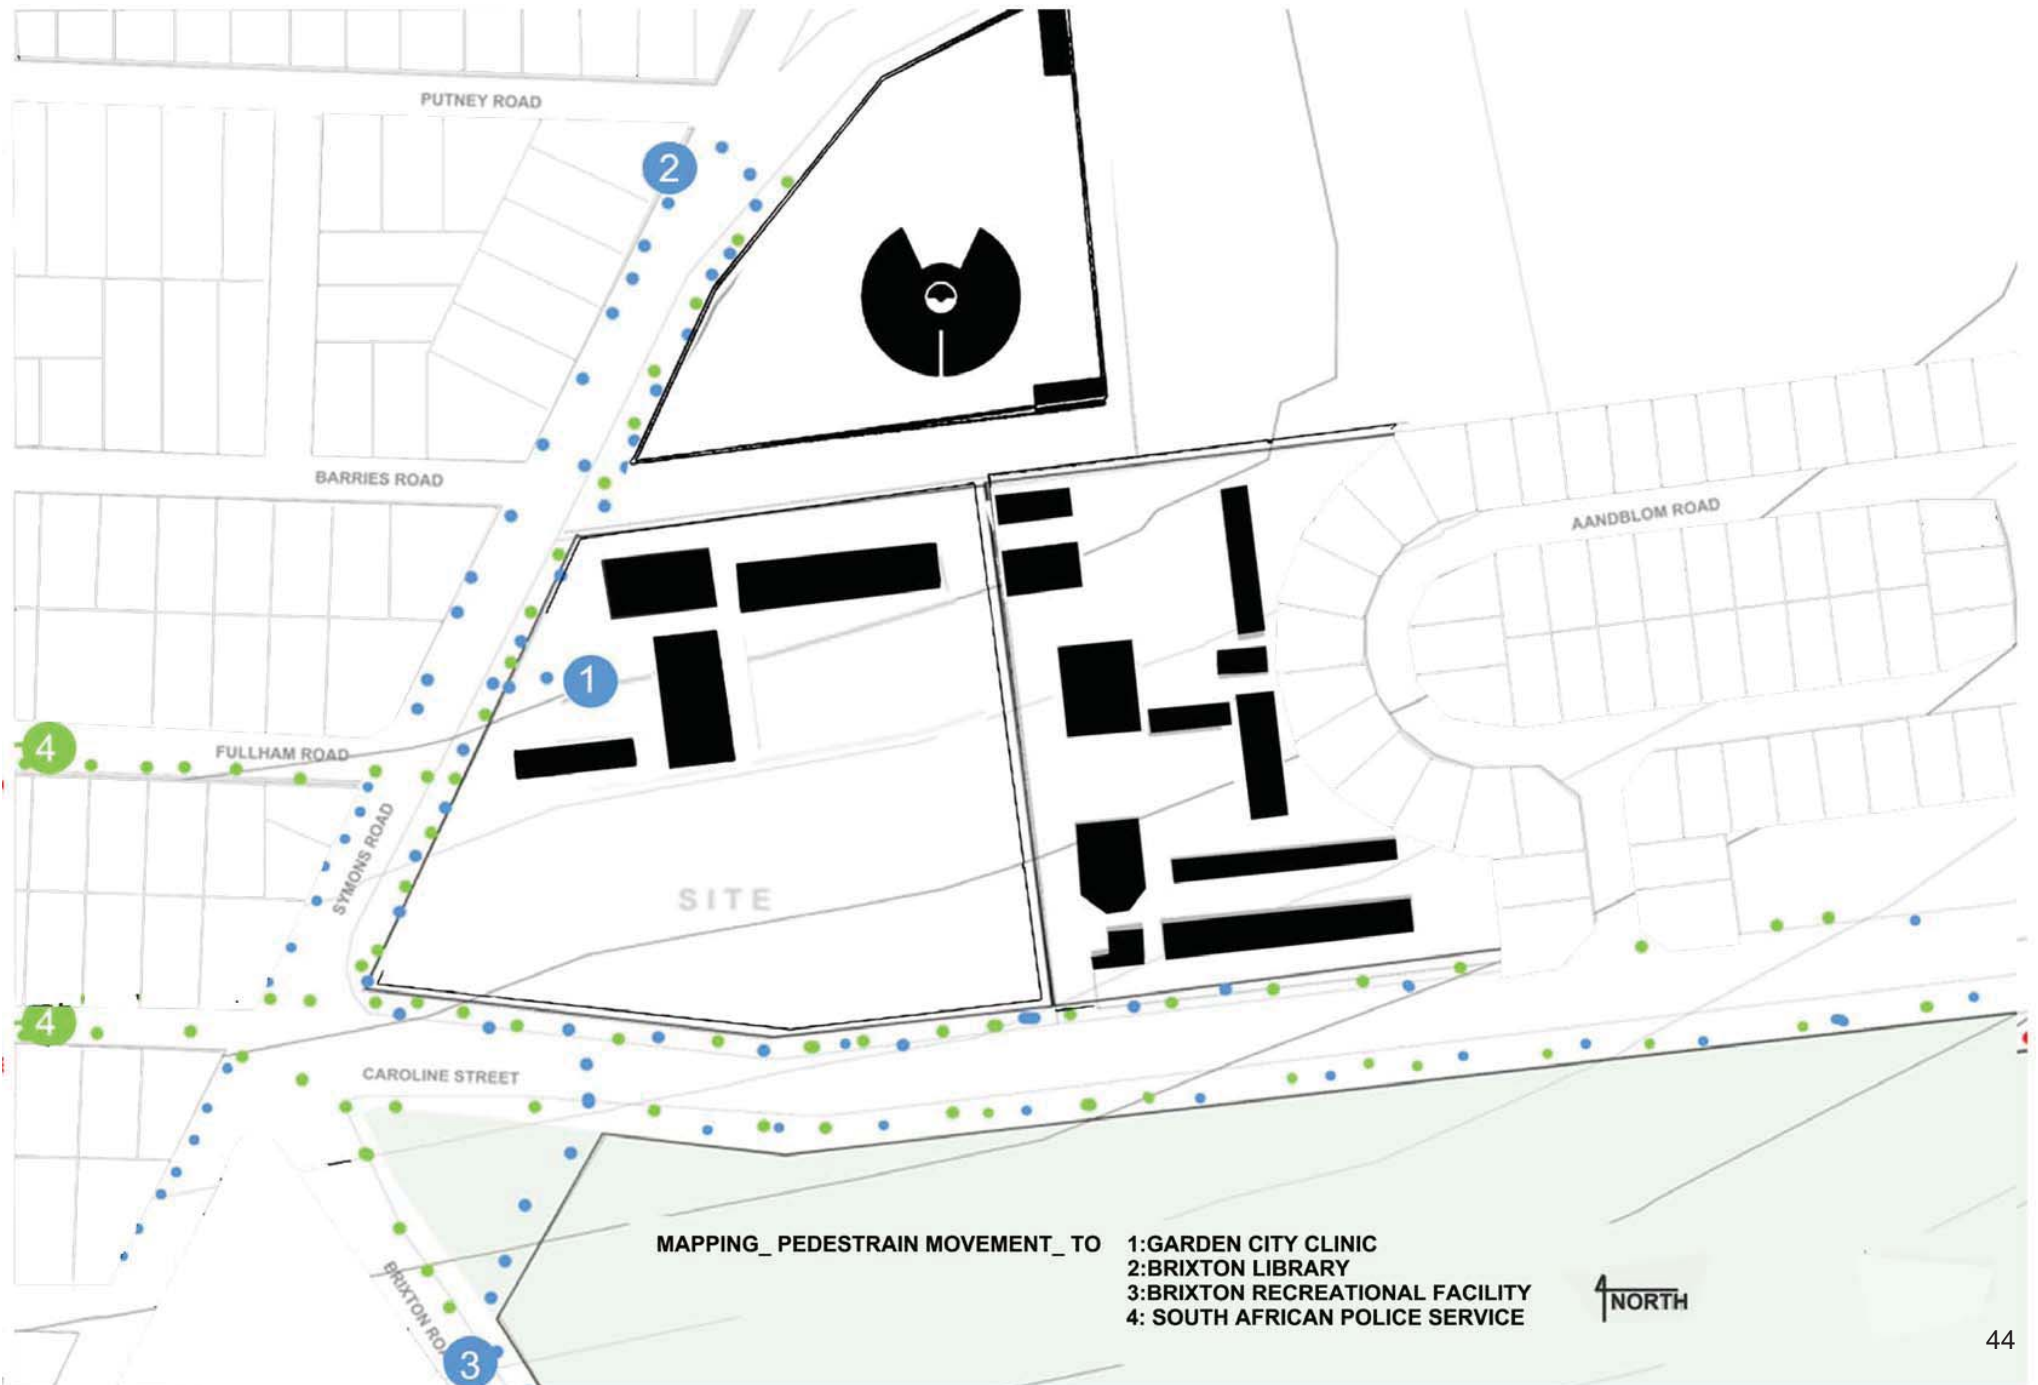 PUTNEY ROAD
2
BARRIES ROAD
AANDBLOM ROAD
1
4
FULLHAM ROAD
SYMONS ROAD
SITE
4
CAROLINE STREET
MAPPING_ PEDESTRAIN MOVEMENT_ TO
1:GARDEN CITY CLINIC
2:BRIXTON LIBRARY
3:BRIXTON RECREATIONAL FACILITY
4: SOUTH AFRICAN POLICE SERVICE
NORTH
BRIXTON ROA
3
44